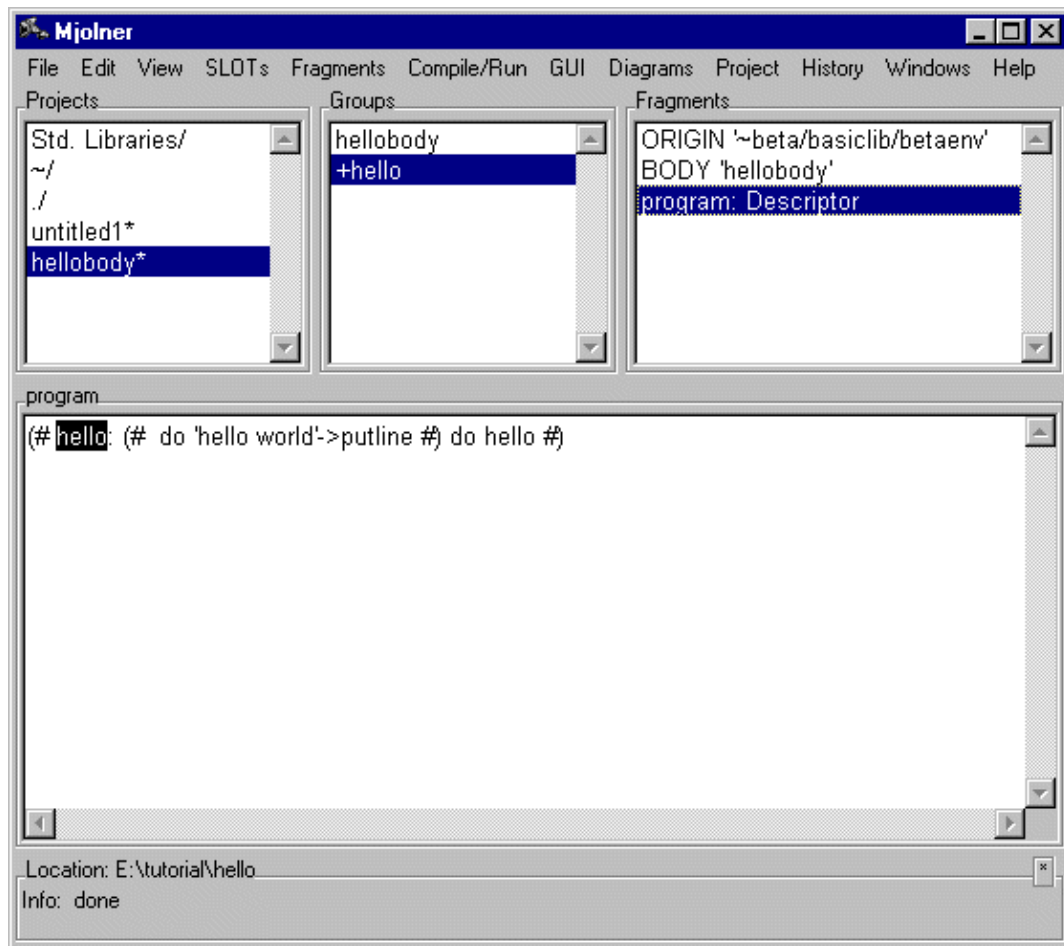 Mjolner
File Edit View SLOTs Fragments Compile/Run GUI Diagrams Project History Windows Help
Projects
Std. Libraries/
~/
./
untitled1*
hellobody*
Groups
hellobody
+hello
Fragments
ORIGIN '~beta/basiclib/betaenv'
BODY 'hellobody'
program: Descriptor
program
(# hello: (# do 'hello world'->putline #) do hello #)
Location: E:\tutorial\hello
Info: done